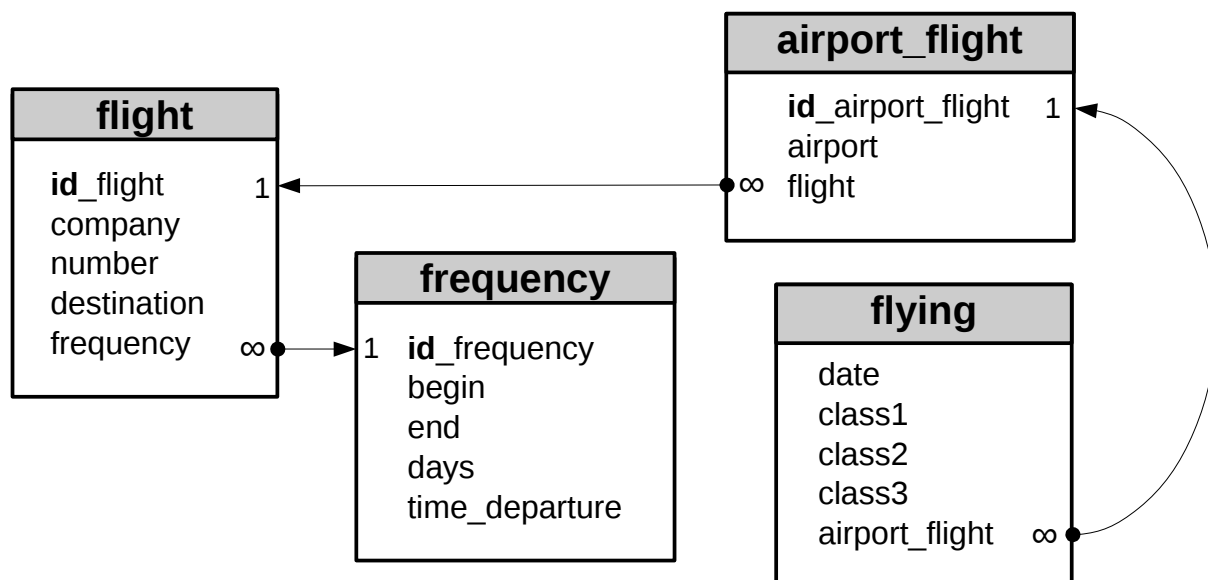 flight
id_flight
1
company
number
destination
frequency
∞
frequency
1
id_frequency
begin
end
days
time_departure
airport_flight
id_airport_flight
1
airport
∞
flight
flying
date
class1
class2
class3
airport_flight
∞